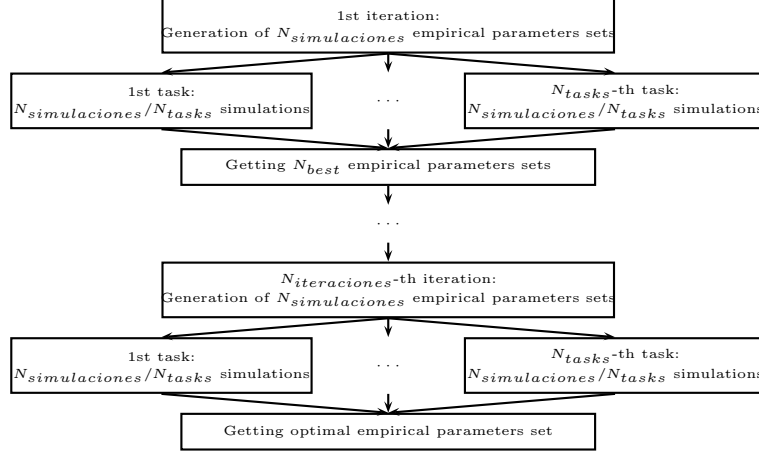 1st iteration:
Generation of N_simulaciones empirical parameters sets
1st task:
N_simulaciones/N_tasks simulations
...
N_tasks-th task:
N_simulaciones/N_tasks simulations
Getting N_best empirical parameters sets
...
N_iteraciones-th iteration:
Generation of N_simulaciones empirical parameters sets
1st task:
N_simulaciones/N_tasks simulations
...
N_tasks-th task:
N_simulaciones/N_tasks simulations
Getting optimal empirical parameters set